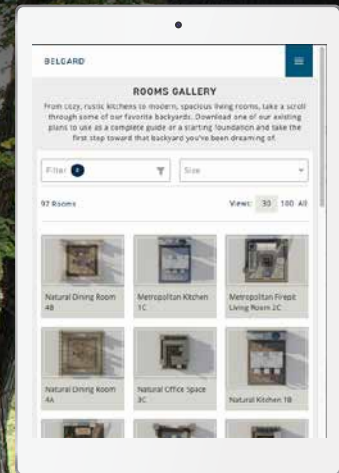 BELGARD
ROOMS GALLERY
From cozy, rustic kitchens to modern, spacious living rooms, take a scroll
through some of our favorite backyards. Download one of our existing
plans to use as a complete guide or a starting foundation and take the
first step toward that backyard you've been dreaming of.
Filter
Size
97 Rooms
Views: 30 100 All
Natural Dining Room
4B
Metropolitan Kitchen
1C
Metropolitan Firepit
Living Room 2C
Natural Dining Room
4A
Natural Office Space
3C
Natural Kitchen 1B